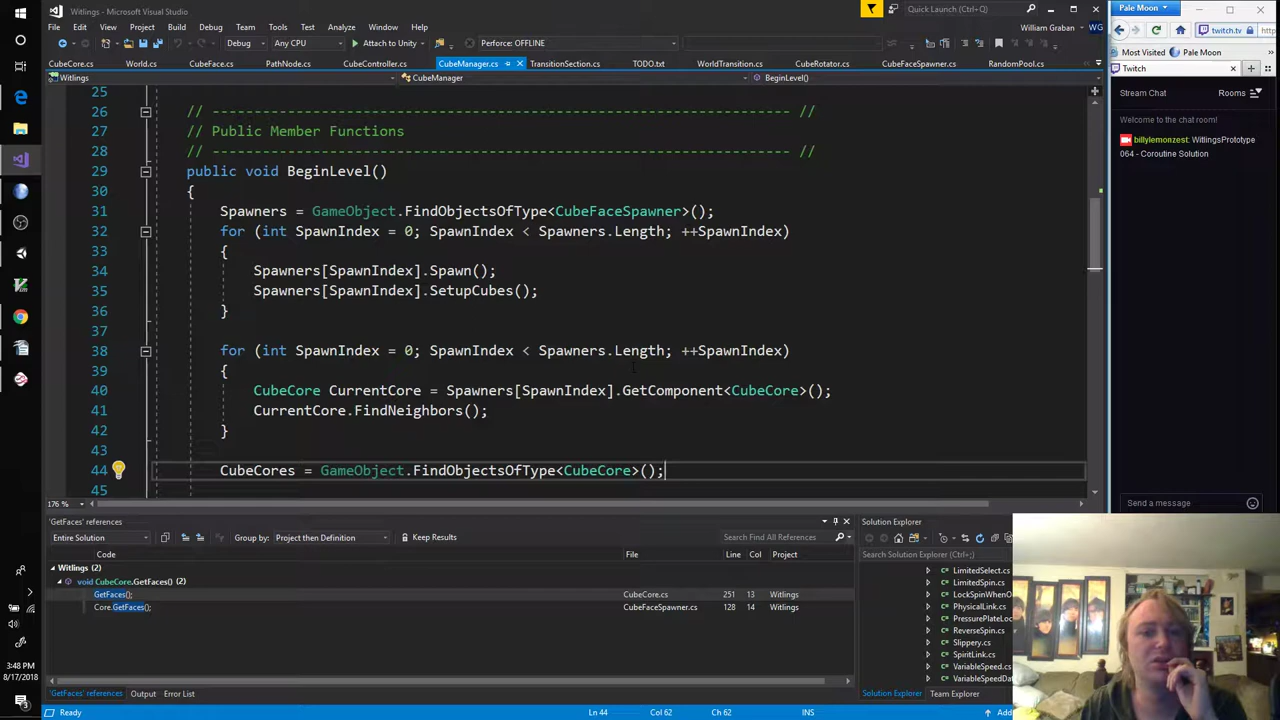 Witlings - Microsoft Visual Studio
Quick Launch (Ctrl+Q)
File Edit View Project Build Debug Team Tools Test Analyze Window Help
William Graban WG
Debug Any CPU Attach to Unity Perforce: OFFLINE
CubeCore.cs World.cs CubeFace.cs PathNode.cs CubeController.cs CubeManager.cs TransitionSection.cs TODO.txt WorldTransition.cs CubeRotator.cs CubeFaceSpawner.cs RandomPool.cs
Witlings CubeManager BeginLevel()
25
26 // --------------------------------------------------------------------- //
27 // Public Member Functions
28 // --------------------------------------------------------------------- //
29 public void BeginLevel()
30 {
31 Spawners = GameObject.FindObjectsOfType<CubeFaceSpawner>();
32 for (int SpawnIndex = 0; SpawnIndex < Spawners.Length; ++SpawnIndex)
33 {
34 Spawners[SpawnIndex].Spawn();
35 Spawners[SpawnIndex].SetupCubes();
36 }
37
38 for (int SpawnIndex = 0; SpawnIndex < Spawners.Length; ++SpawnIndex)
39 {
40 CubeCore CurrentCore = Spawners[SpawnIndex].GetComponent<CubeCore>();
41 CurrentCore.FindNeighbors();
42 }
43
44 CubeCores = GameObject.FindObjectsOfType<CubeCore>();
45
176 %
'GetFaces' references
Entire Solution Group by: Project then Definition Keep Results Search Find All References
Code File Line Col Project
Witlings (2)
void CubeCore.GetFaces() (2)
GetFaces(); CubeCore.cs 251 13 Witlings
Core.GetFaces(); CubeFaceSpawner.cs 128 14 Witlings
'GetFaces' references Output Error List
Ready Ln 44 Col 62 Ch 62 INS
Solution Explorer
Search Solution Explorer (Ctrl+;)
LimitedSelect.cs
LimitedSpin.cs
LockSpinWhenO
PhysicalLink.cs
PressurePlateLo
ReverseSpin.cs
Slippery.cs
SpiritLink.cs
VariableSpeed.c
VariableSpeedDa
Solution Explorer Team Explorer
Pale Moon
twitch.tv
Most Visited Pale Moon
Twitch
Stream Chat Rooms
Welcome to the chat room!
billylemonzest: WitlingsPrototype
064 - Coroutine Solution
Send a message
3:48 PM
8/17/2018